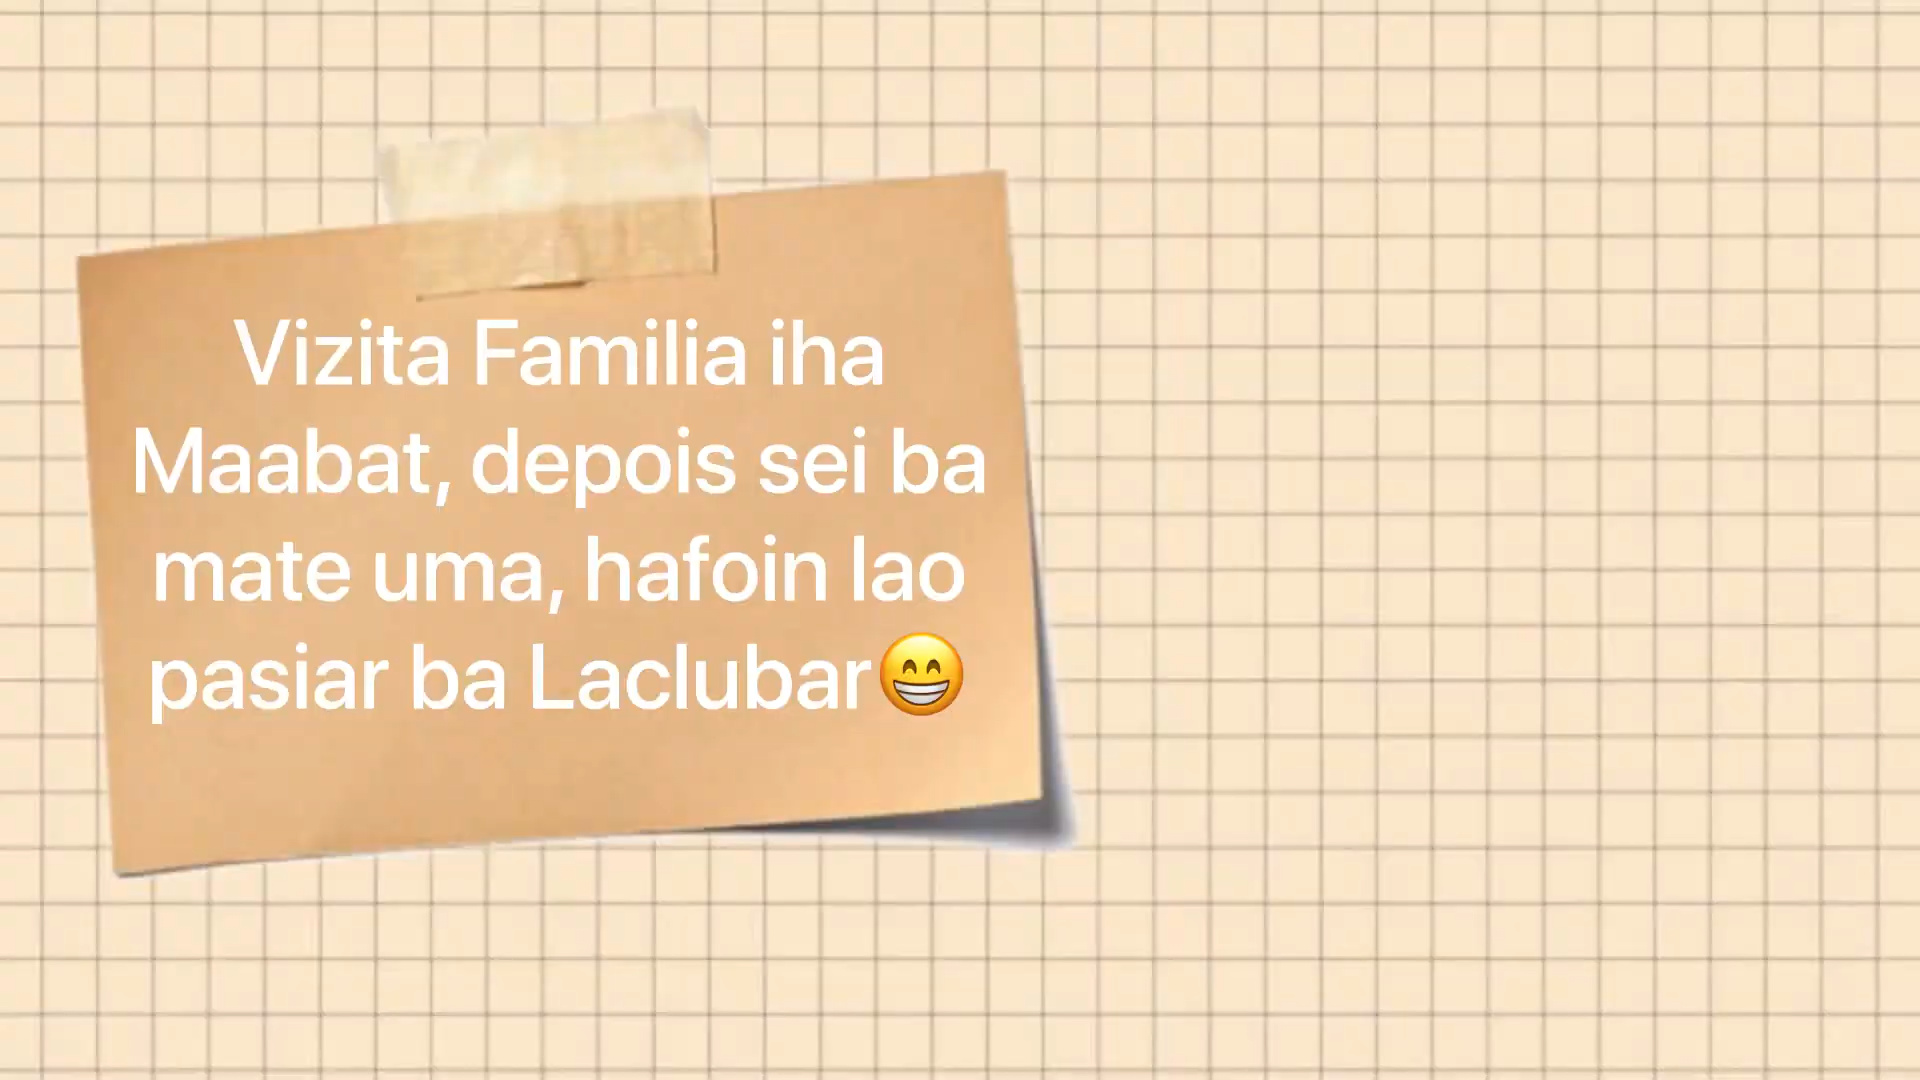 Vizita Familia iha
Maabat, depois sei ba
mate uma, hafoin lao
pasiar ba Laclubar😁